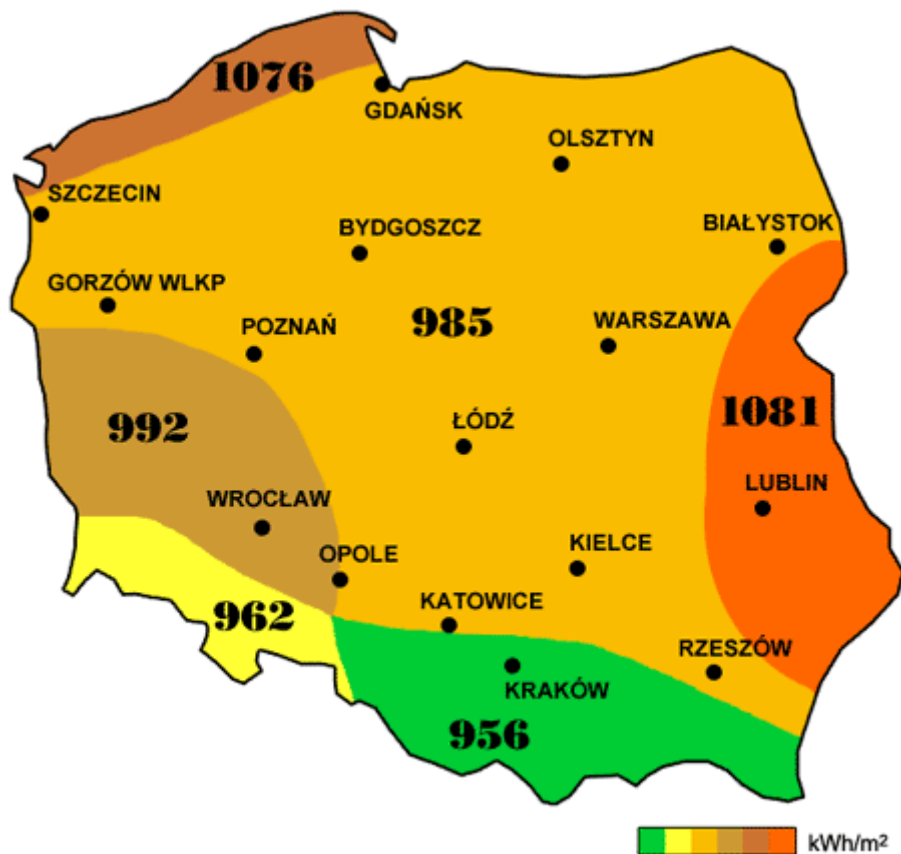 1076
GDAŃSK
OLSZTYN
SZCZECIN
BYDGOSZCZ
BIAŁYSTOK
GORZÓW WLKP
POZNAŃ
985
WARSZAWA
992
ŁÓDŹ
1081
WROCŁAW
LUBLIN
OPOLE
KIELCE
KATOWICE
962
RZESZÓW
KRAKÓW
956
kWh/m²